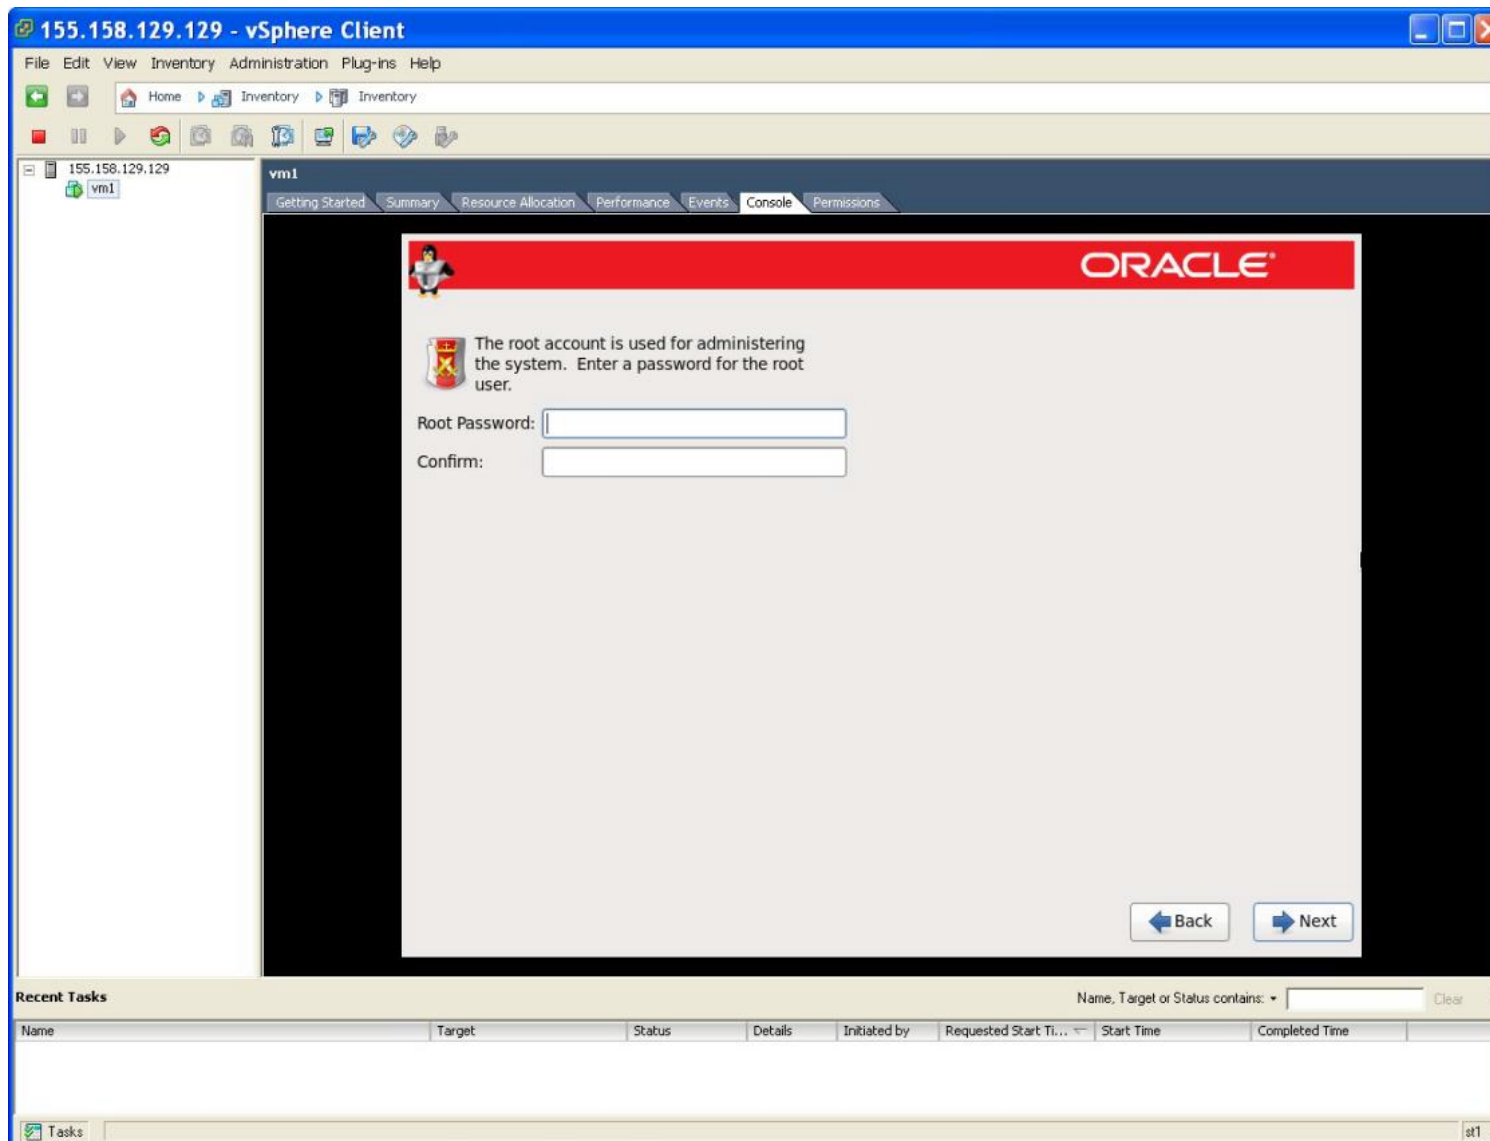 155.158.129.129 - vSphere Client
File Edit View Inventory Administration Plug-ins Help
Home Inventory Inventory
155.158.129.129
vm1
vm1
Getting Started Summary Resource Allocation Performance Events Console Permissions
ORACLE
The root account is used for administering
the system. Enter a password for the root
user.
Root Password:
Confirm:
Back Next
Recent Tasks
Name, Target or Status contains: Clear
Name Target Status Details Initiated by Requested Start Ti... Start Time Completed Time
Tasks st1